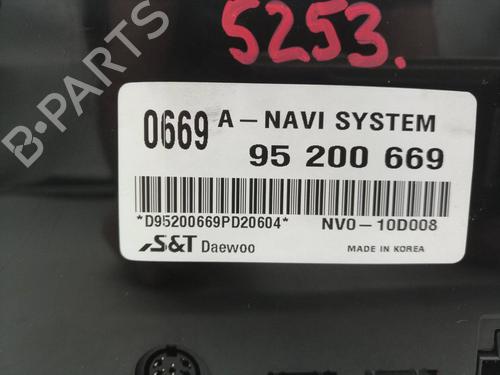 5253.
B-PARTS
0669 A-NAVI SYSTEM
95 200 669
*D95200669PD20604* NV0-10D008
S&T Daewoo MADE IN KOREA